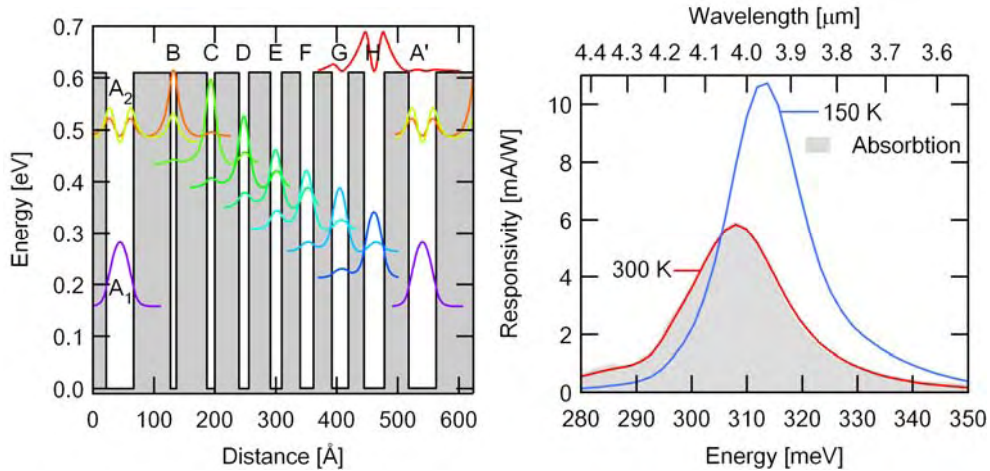 0.7
0.6
0.5
0.4
0.3
0.2
0.1
0.0
Energy [eV]
B C D E F G H A'
A2
A1
0 100 200 300 400 500 600
Distance [Å]
Wavelength [μm]
4.4 4.3 4.2 4.1 4.0 3.9 3.8 3.7 3.6
10
8
6
4
2
0
Responsivity [mA/W]
150 K
Absorbtion
300 K
280 290 300 310 320 330 340 350
Energy [meV]